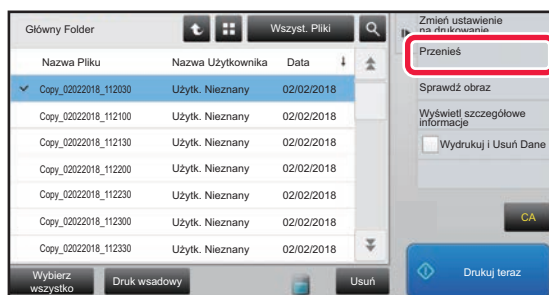 Główny Folder
Wszyst. Pliki
Nazwa Pliku Nazwa Użytkownika Data
Copy_02022018_112030 Użytk. Nieznany 02/02/2018
Copy_02022018_112100 Użytk. Nieznany 02/02/2018
Copy_02022018_112130 Użytk. Nieznany 02/02/2018
Copy_02022018_112200 Użytk. Nieznany 02/02/2018
Copy_02022018_112230 Użytk. Nieznany 02/02/2018
Copy_02022018_112300 Użytk. Nieznany 02/02/2018
Copy_02022018_112330 Użytk. Nieznany 02/02/2018
Wybierz
wszystko
Druk wsadowy
Usuń
Zmień ustawienie
na drukowanie
Przenieś
Sprawdź obraz
Wyświetl szczegółowe
informacje
Wydrukuj i Usuń Dane
CA
Drukuj teraz